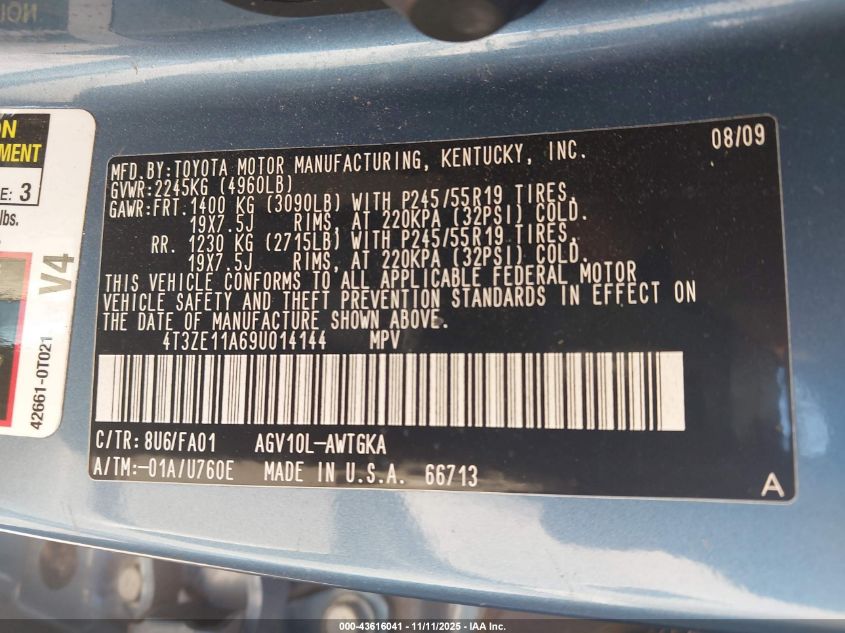 ON
MENT
E: 3
lbs.
V4
42661-0T021
08/09
MFD. BY: TOYOTA MOTOR MANUFACTURING, KENTUCKY, INC.
GVWR: 2245KG (4960LB)
GAWR: FRT. 1400 KG (3090LB) WITH P245/55R19 TIRES,
19X7.5J RIMS, AT 220KPA (32PSI) COLD.
RR. 1230 KG (2715LB) WITH P245/55R19 TIRES,
19X7.5J RIMS, AT 220KPA (32PSI) COLD.
THIS VEHICLE CONFORMS TO ALL APPLICABLE FEDERAL MOTOR
VEHICLE SAFETY AND THEFT PREVENTION STANDARDS IN EFFECT ON
THE DATE OF MANUFACTURE SHOWN ABOVE.
4T3ZE11A69U014144 MPV
C/TR: 8U6/FA01 AGV10L-AWTGKA
A/TM:-01A/U760E MADE IN U.S.A. 66713
A
000-43616041 - 11/11/2025 - IAA Inc.